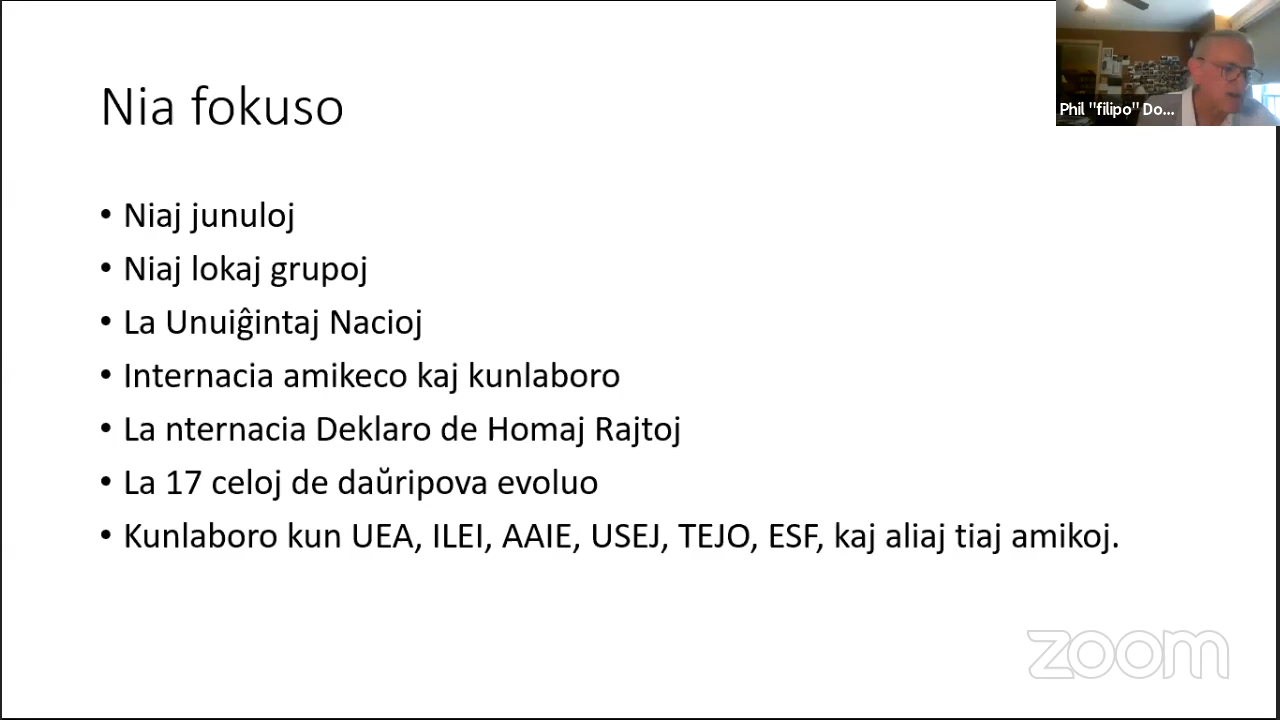 Nia fokuso
Phil "filipo" Do...
• Niaj junuloj
• Niaj lokaj grupoj
• La Unuiĝintaj Nacioj
• Internacia amikeco kaj kunlaboro
• La nternacia Deklaro de Homaj Rajtoj
• La 17 celoj de daŭripova evoluo
• Kunlaboro kun UEA, ILEI, AAIE, USEJ, TEJO, ESF, kaj aliaj tiaj amikoj.
zoom